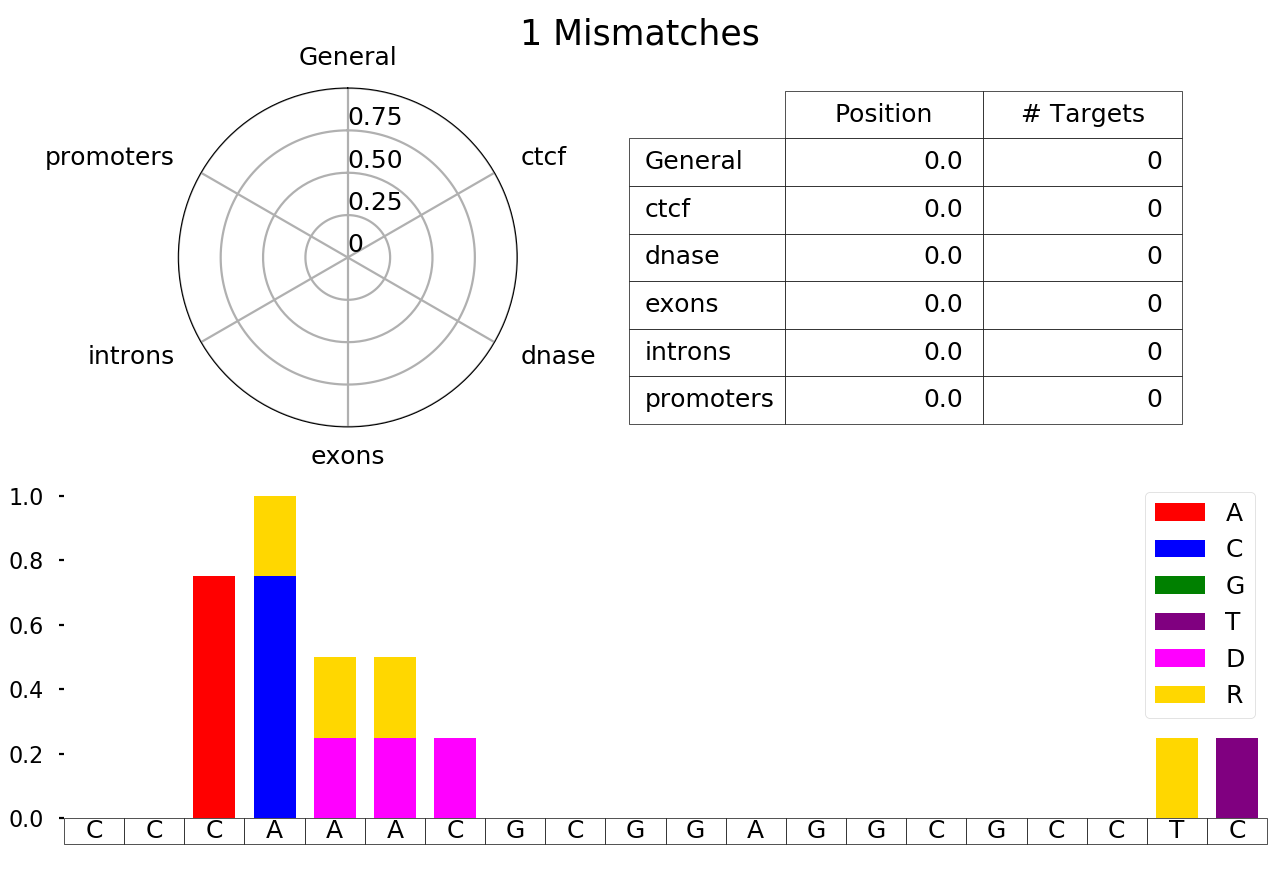 1 Mismatches
General
promoters
ctcf
0.75
0.50
0.25
0
introns
dnase
exons
Position # Targets
General 0.0 0
ctcf 0.0 0
dnase 0.0 0
exons 0.0 0
introns 0.0 0
promoters 0.0 0
1.0
0.8
0.6
0.4
0.2
0.0
A
C
G
T
D
R
C C C A A A C G C G G A G G C G C C T C